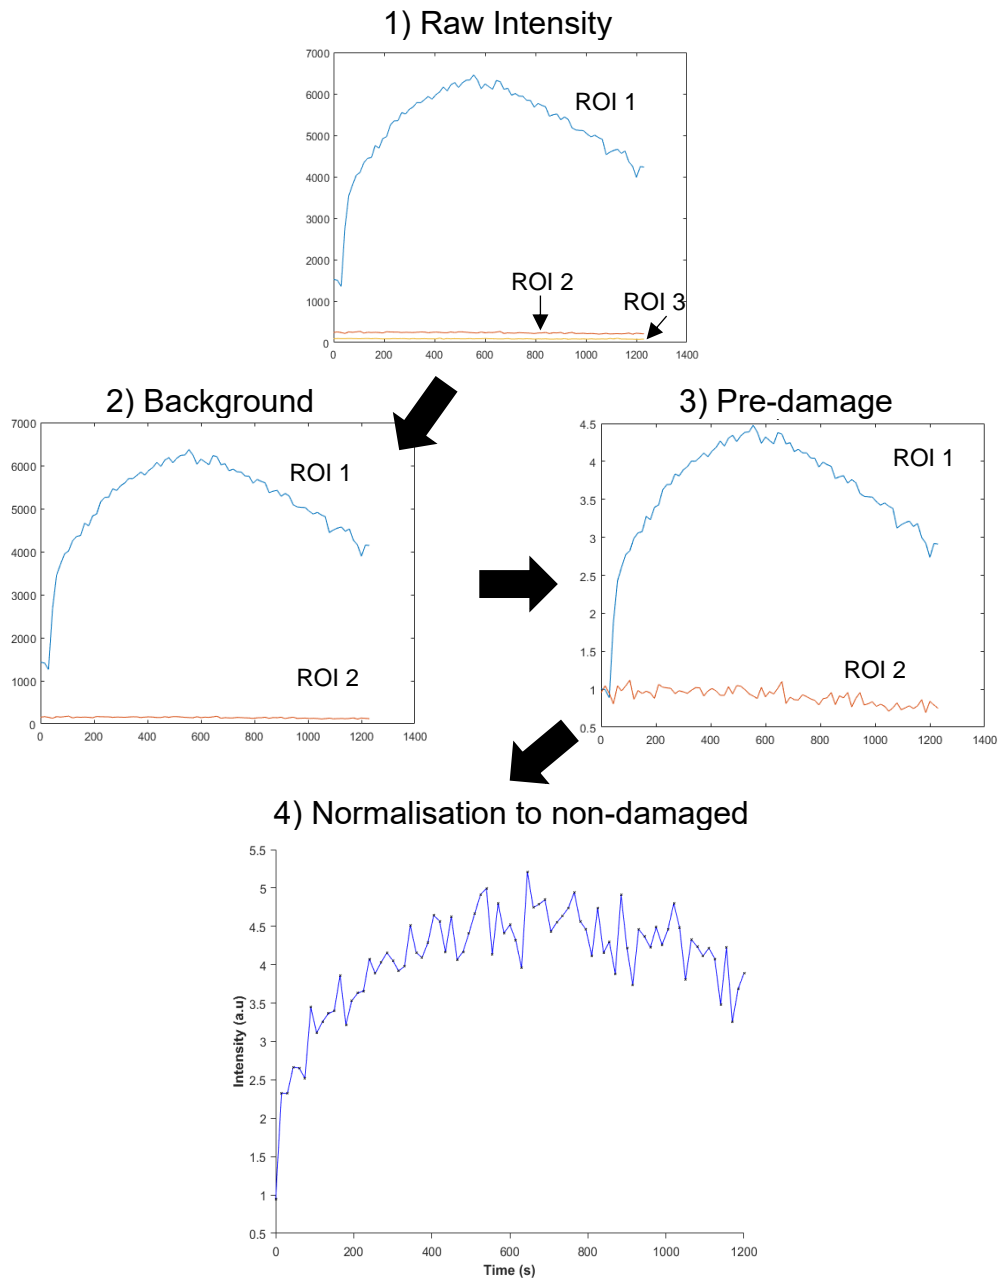 1) Raw Intensity
7000
6000
5000
4000
3000
2000
1000
0
ROI 1
ROI 2
ROI 3
0 200 400 600 800 1000 1200 1400
2) Background
7000
6000
5000
4000
3000
2000
1000
0
ROI 1
ROI 2
0 200 400 600 800 1000 1200 1400
3) Pre-damage
4.5
4
3.5
3
2.5
2
1.5
1
0.5
ROI 1
ROI 2
0 200 400 600 800 1000 1200 1400
4) Normalisation to non-damaged
5.5
5
4.5
4
3.5
3
2.5
2
1.5
1
0.5
Intensity (a.u)
0 200 400 600 800 1000 1200
Time (s)